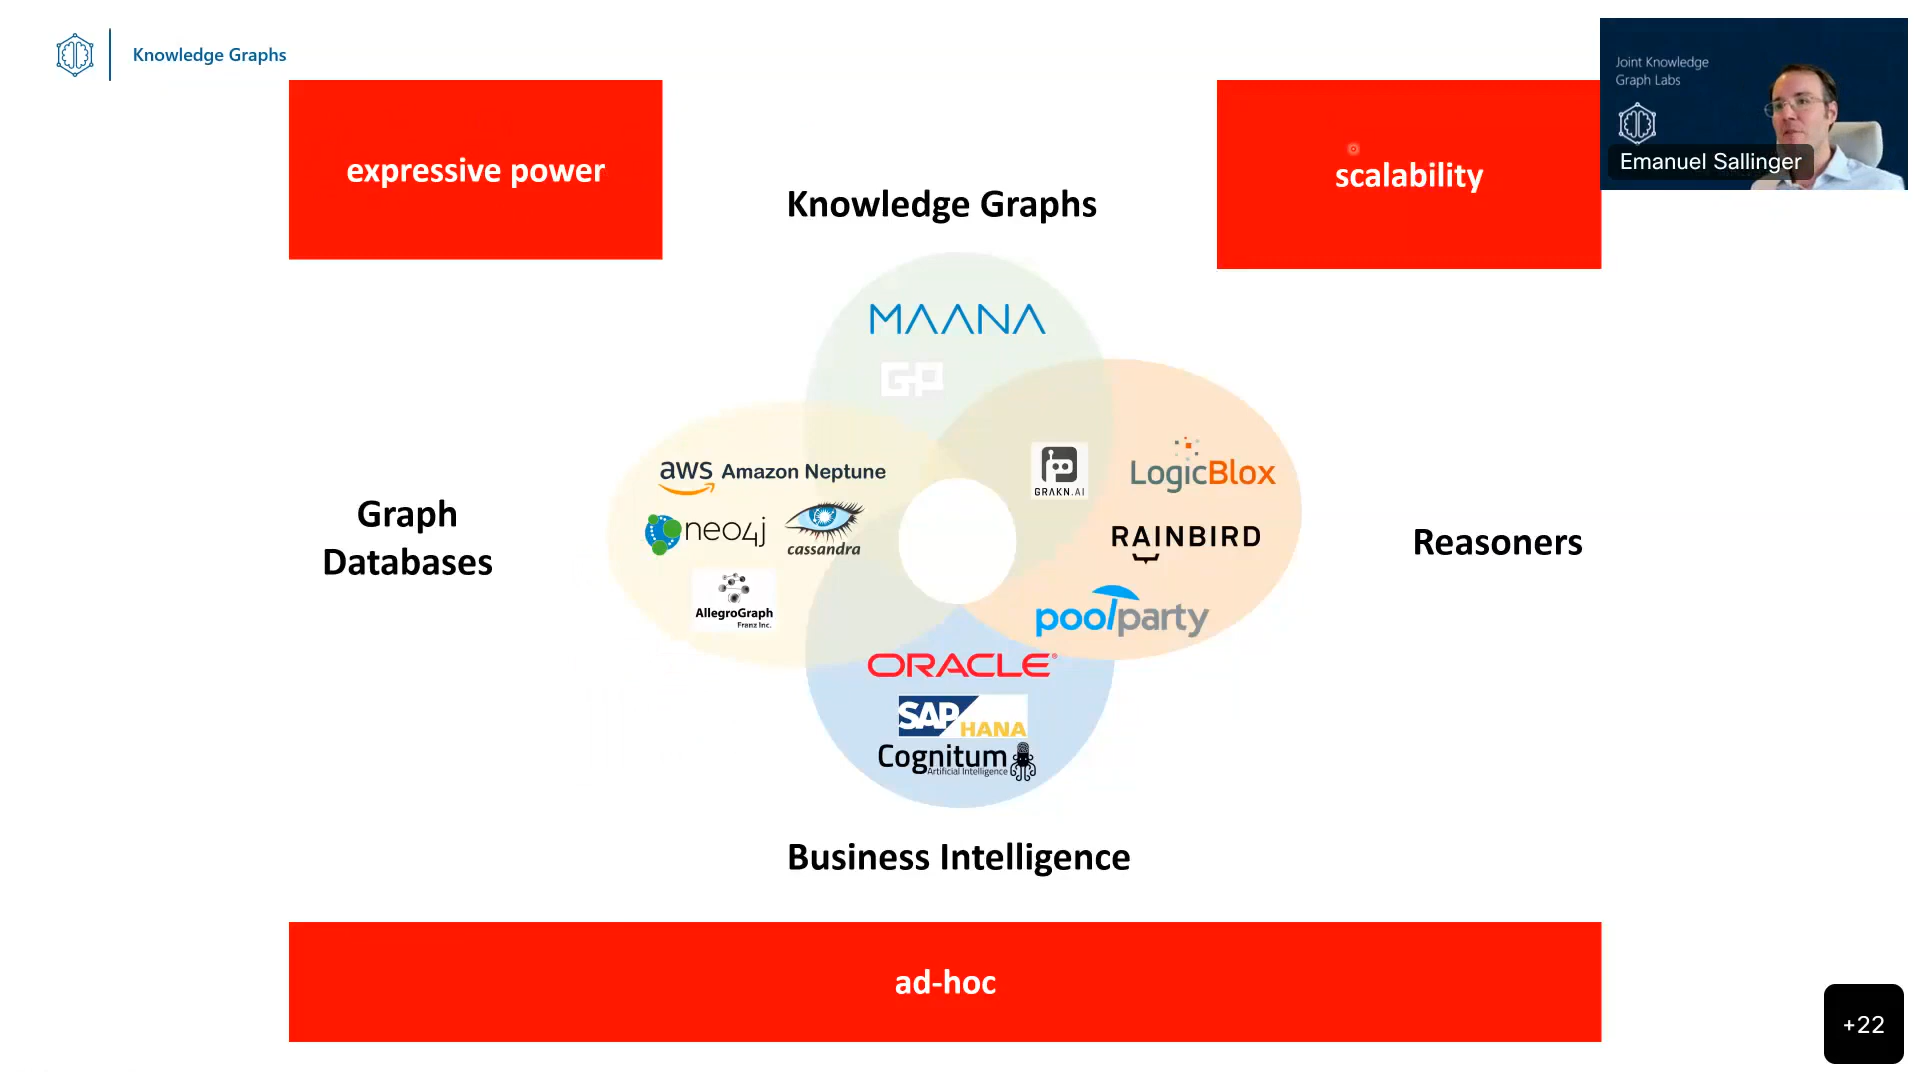 Knowledge Graphs
Joint Knowledge
Graph Labs
Emanuel Sallinger
expressive power
scalability
Knowledge Graphs
MAANA
GP
aws Amazon Neptune
neo4j
cassandra
AllegroGraph
Franz Inc.
GRAKN.AI
LogicBlox
RAINBIRD
poolparty
Graph
Databases
Reasoners
ORACLE®
SAP HANA
Cognitum
Artificial Intelligence
Business Intelligence
ad-hoc
+22